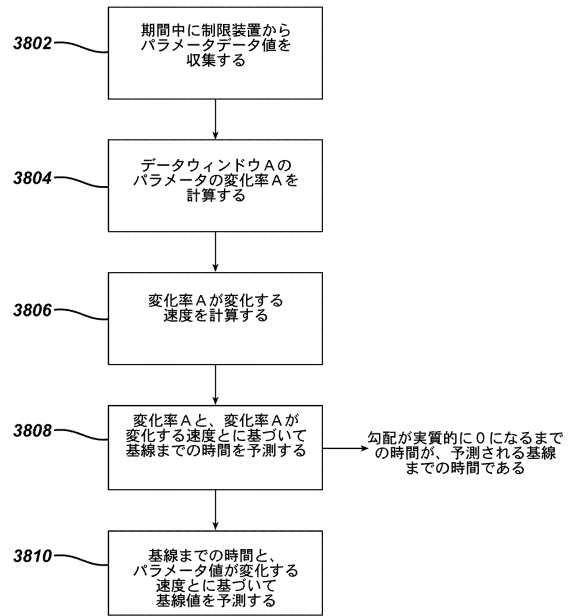 3802
期間中に制限装置から
パラメータデータ値を
収集する
3804
データウィンドウAの
パラメータの変化率Aを
計算する
3806
変化率Aが変化する
速度を計算する
3808
変化率Aと、変化率Aが
変化する速度とに基づいて
基線までの時間を予測する
勾配が実質的に0になるまで
の時間が、予測される基線
までの時間である
3810
基線までの時間と、
パラメータ値が変化する
速度とに基づいて
基線値を予測する